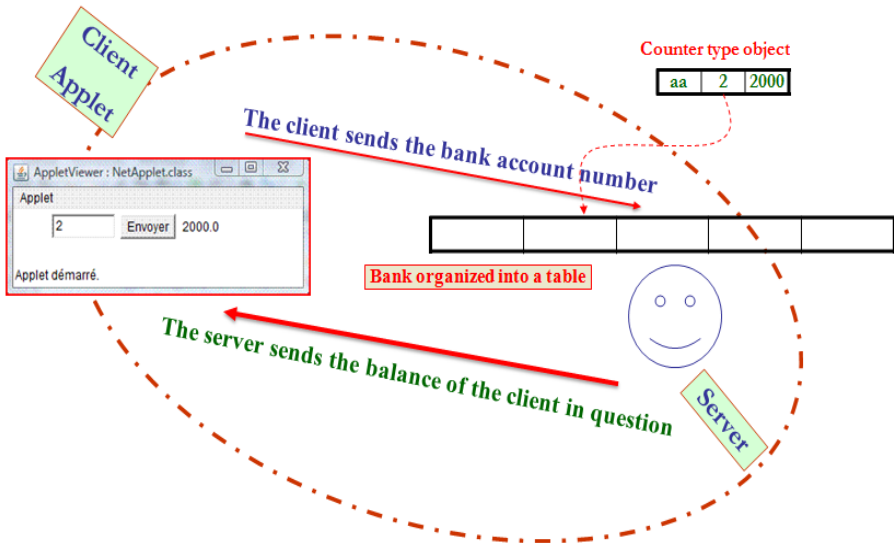 Client
Applet
Counter type object
aa 2 2000
The client sends the bank account number
AppletViewer : NetApplet.class
Applet
2 Envoyer 2000.0
Applet démarré.
Bank organized into a table
The server sends the balance of the client in question
Server